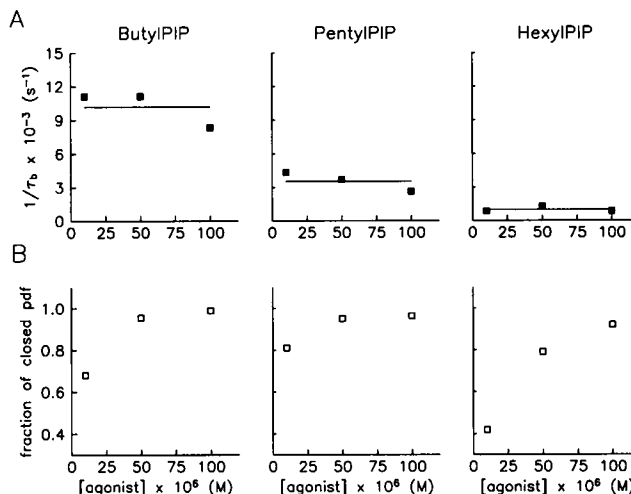 A
ButylPIP
PentylPIP
HexylPIP
1/τb × 10⁻³ (s⁻¹)
15
12
9
6
3
0
0 25 50 75 100
0 25 50 75 100
0 25 50 75 100
B
fraction of closed pdf
1.0
0.8
0.6
0.4
0 25 50 75 100
0 25 50 75 100
0 25 50 75 100
[agonist] × 10⁶ (M)
[agonist] × 10⁶ (M)
[agonist] × 10⁶ (M)